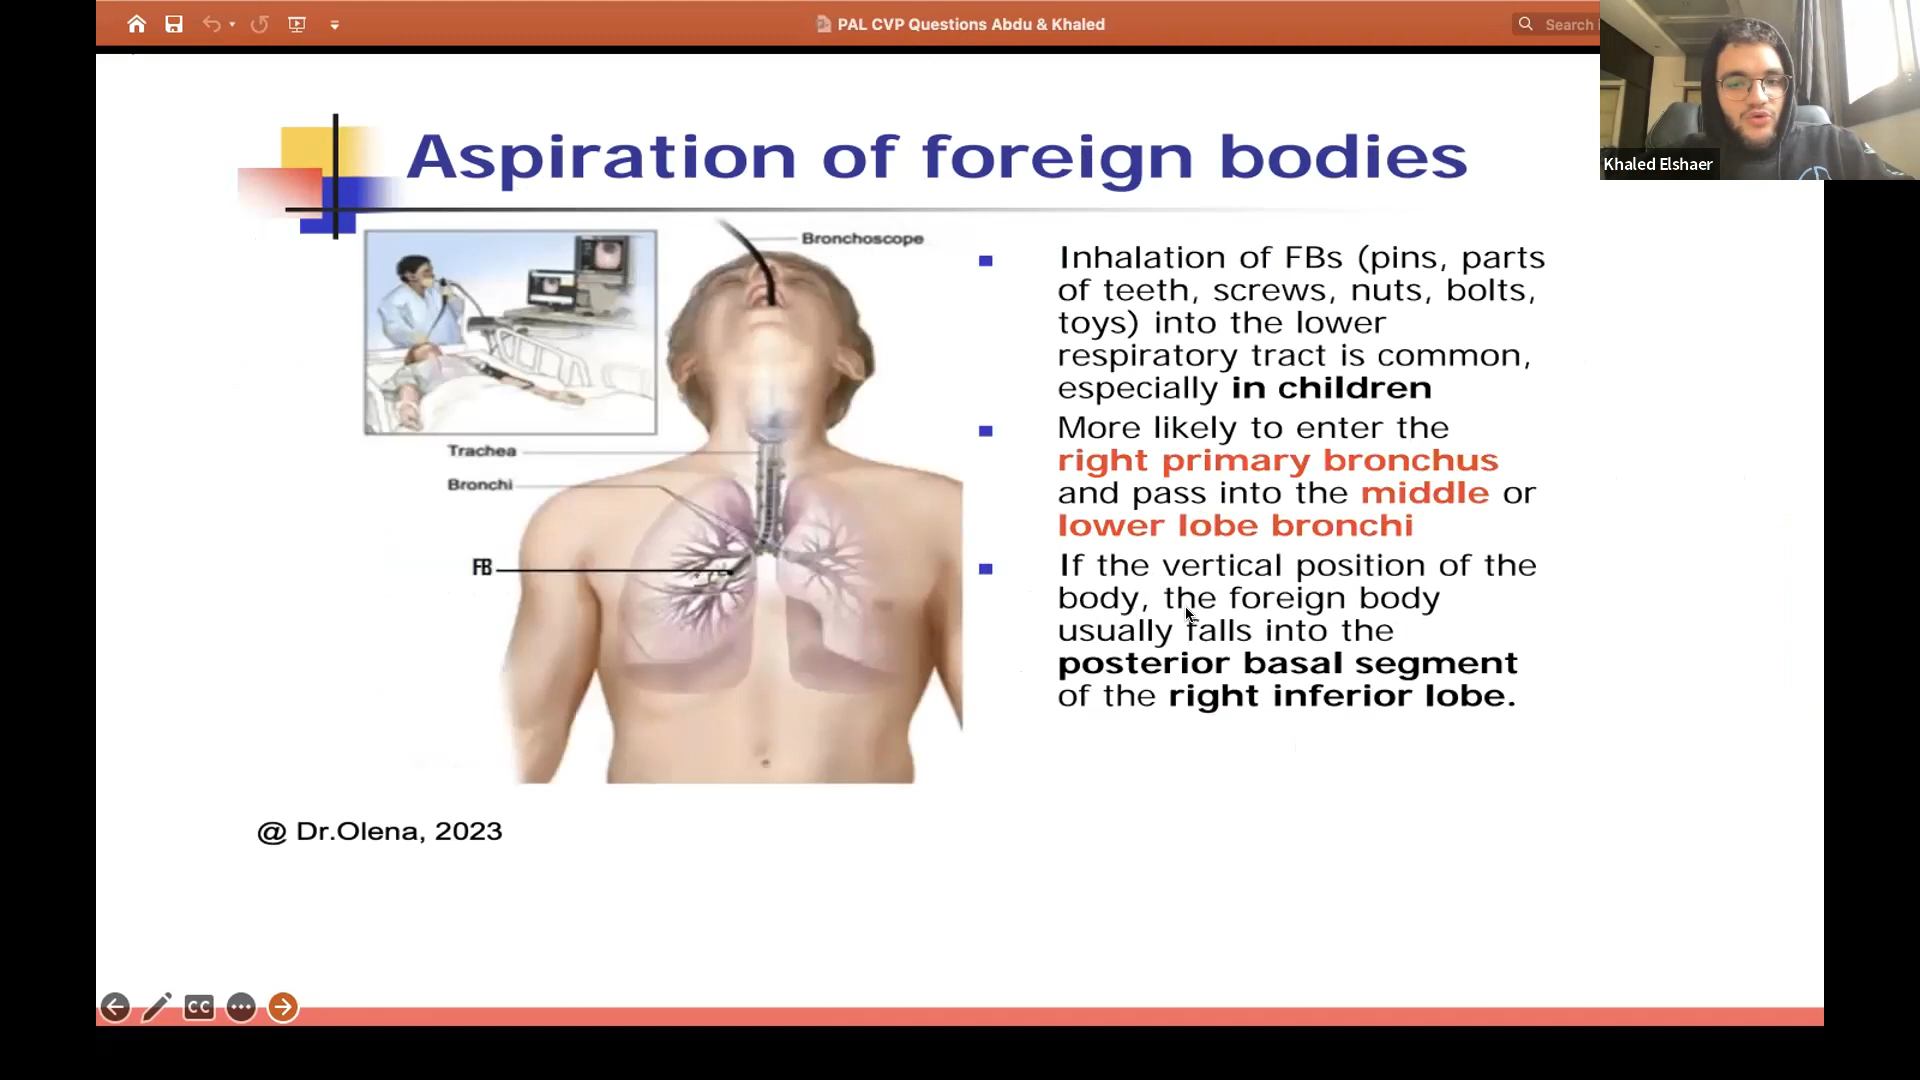 PAL CVP Questions Abdu & Khaled
Search
Khaled Elshaer
Aspiration of foreign bodies
Bronchoscope
Trachea
Bronchi
FB
Inhalation of FBs (pins, parts
of teeth, screws, nuts, bolts,
toys) into the lower
respiratory tract is common,
especially in children
More likely to enter the
right primary bronchus
and pass into the middle or
lower lobe bronchi
If the vertical position of the
body, the foreign body
usually falls into the
posterior basal segment
of the right inferior lobe.
@ Dr.Olena, 2023
CC